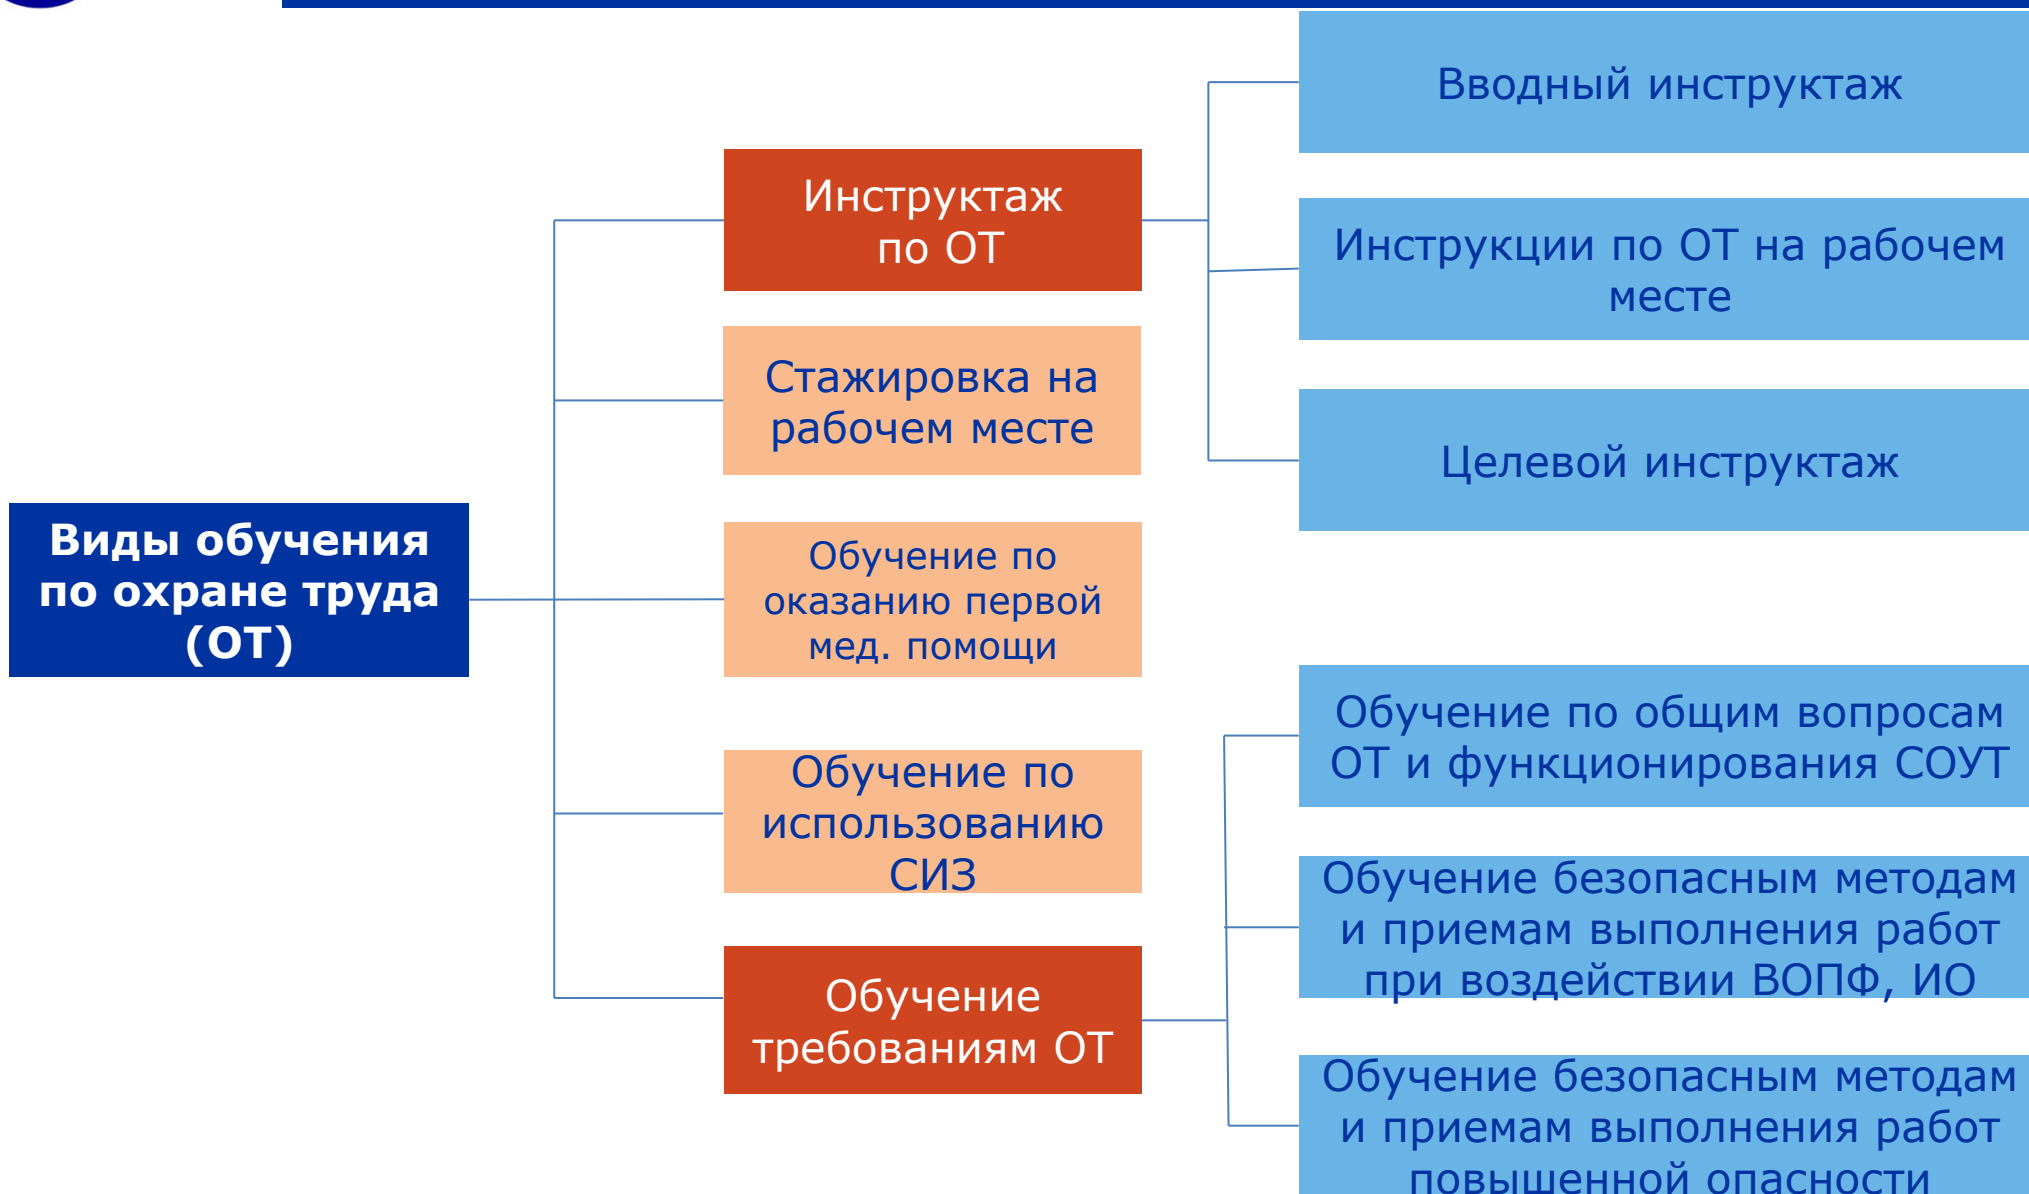 Виды обучения
по охране труда
(ОТ)
Инструктаж
по ОТ
Стажировка на
рабочем месте
Обучение по
оказанию первой
мед. помощи
Обучение по
использованию
СИЗ
Обучение
требованиям ОТ
Вводный инструктаж
Инструкции по ОТ на рабочем
месте
Целевой инструктаж
Обучение по общим вопросам
ОТ и функционирования СОУТ
Обучение безопасным методам
и приемам выполнения работ
при воздействии ВОПФ, ИО
Обучение безопасным методам
и приемам выполнения работ
повышенной опасности